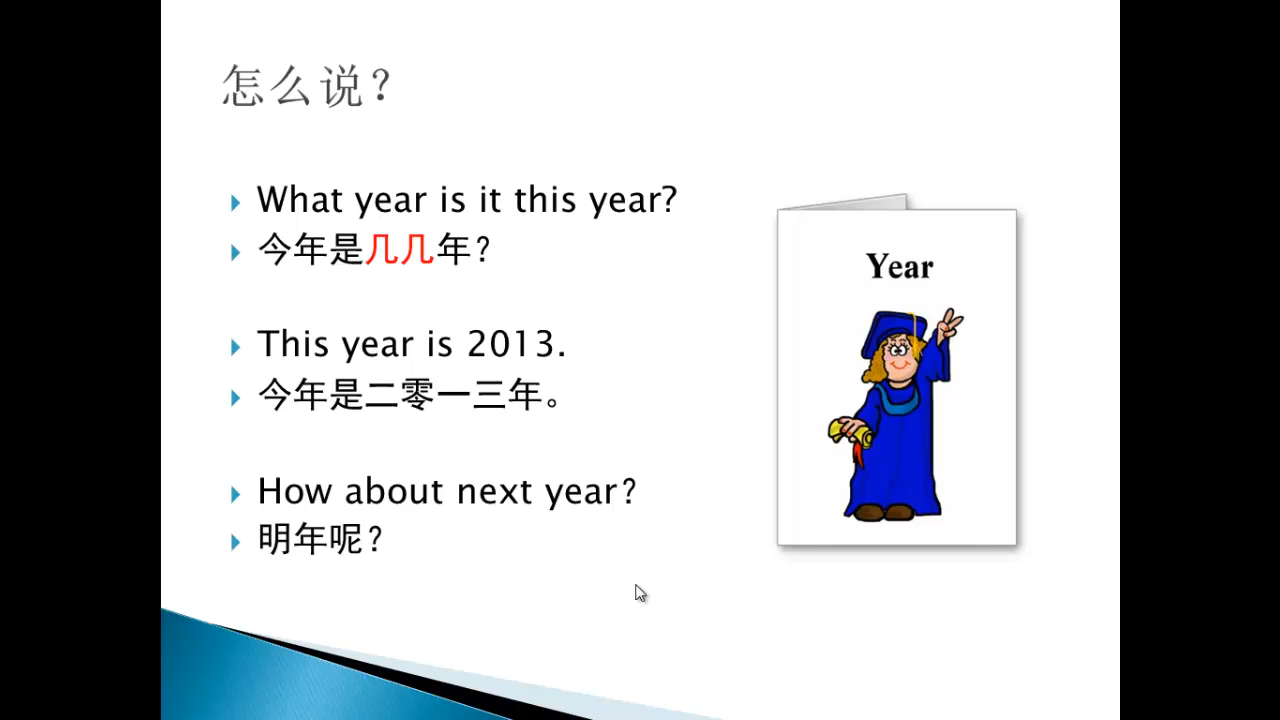 怎么说？
What year is it this year?
今年是几几年？
This year is 2013.
今年是二零一三年。
How about next year？
明年呢？
Year